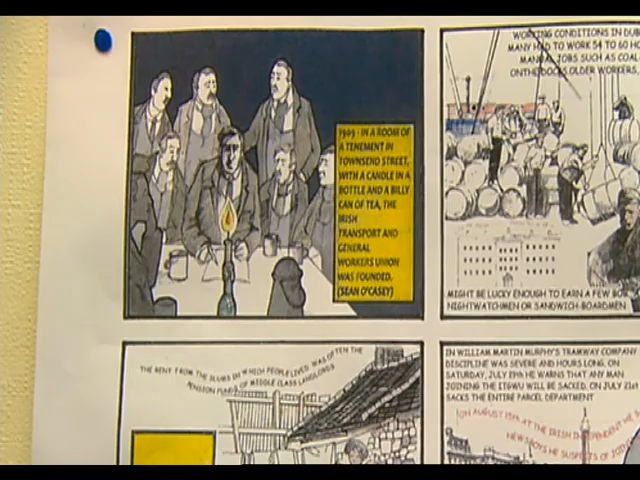 1909 - IN A ROOM OF
A TENEMENT IN
TOWNSEND STREET,
WITH A CANDLE IN A
BOTTLE AND A BILLY
CAN OF TEA, THE
IRISH
TRANSPORT AND
GENERAL
WORKERS UNION
WAS FOUNDED.
(SEAN O'CASEY)
WORKING CONDITIONS IN DUB
MANY HAD TO WORK 54 TO 60 HO
MANUAL JOBS SUCH AS COAL
ON THE DOCKS OLDER WORKERS,
MIGHT BE LUCKY ENOUGH TO EARN A FEW BOB
NIGHTWATCHMEN OR SANDWICH-BOARDMEN
THE RENT FROM THE SLUMS IN WHICH PEOPLE LIVED WAS OFTEN THE
PENSION FUNDS OF MIDDLE CLASS LANDLORDS
IN WILLIAM MARTIN MURPHY'S TRAMWAY COMPANY
DISCIPLINE WAS SEVERE AND HOURS LONG. ON
SATURDAY, JULY 19TH HE WARNS THAT ANY MAN
JOINING THE ITGWU WILL BE SACKED. ON JULY 21ST
SACKS THE ENTIRE PARCEL DEPARTMENT
ON AUGUST 15TH AT THE IRISH INDEPENDENT HE
NEWSBOYS HE SUSPECTS OF